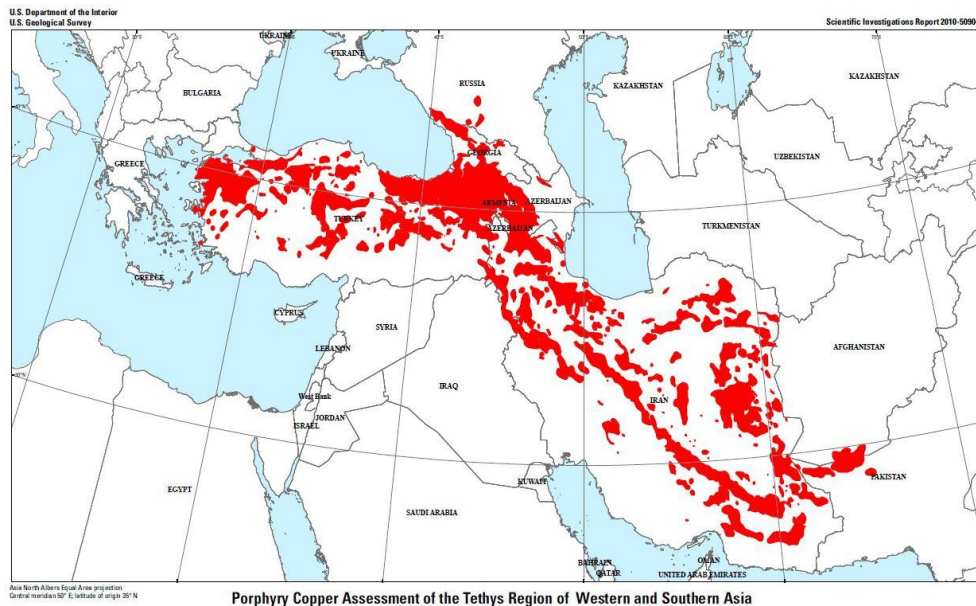 U.S. Department of the Interior
U.S. Geological Survey
Scientific Investigations Report 2010-5090
UKRAINE
UKRAINE
RUSSIA
KAZAKHSTAN
KAZAKHSTAN
BULGARIA
UZBEKISTAN
GEORGIA
GREECE
ARMENIA
AZERBAIJAN
TURKEY
AZERBAIJAN
TURKMENISTAN
GREECE
CYPRUS
SYRIA
AFGHANISTAN
LEBANON
IRAQ
West Bank
IRAN
JORDAN
ISRAEL
EGYPT
KUWAIT
PAKISTAN
SAUDI ARABIA
BAHRAIN
OMAN
QATAR
UNITED ARAB EMIRATES
Asia North Albers Equal Area projection
Central meridian 50° E; latitude of origin 35° N
Porphyry Copper Assessment of the Tethys Region of Western and Southern Asia